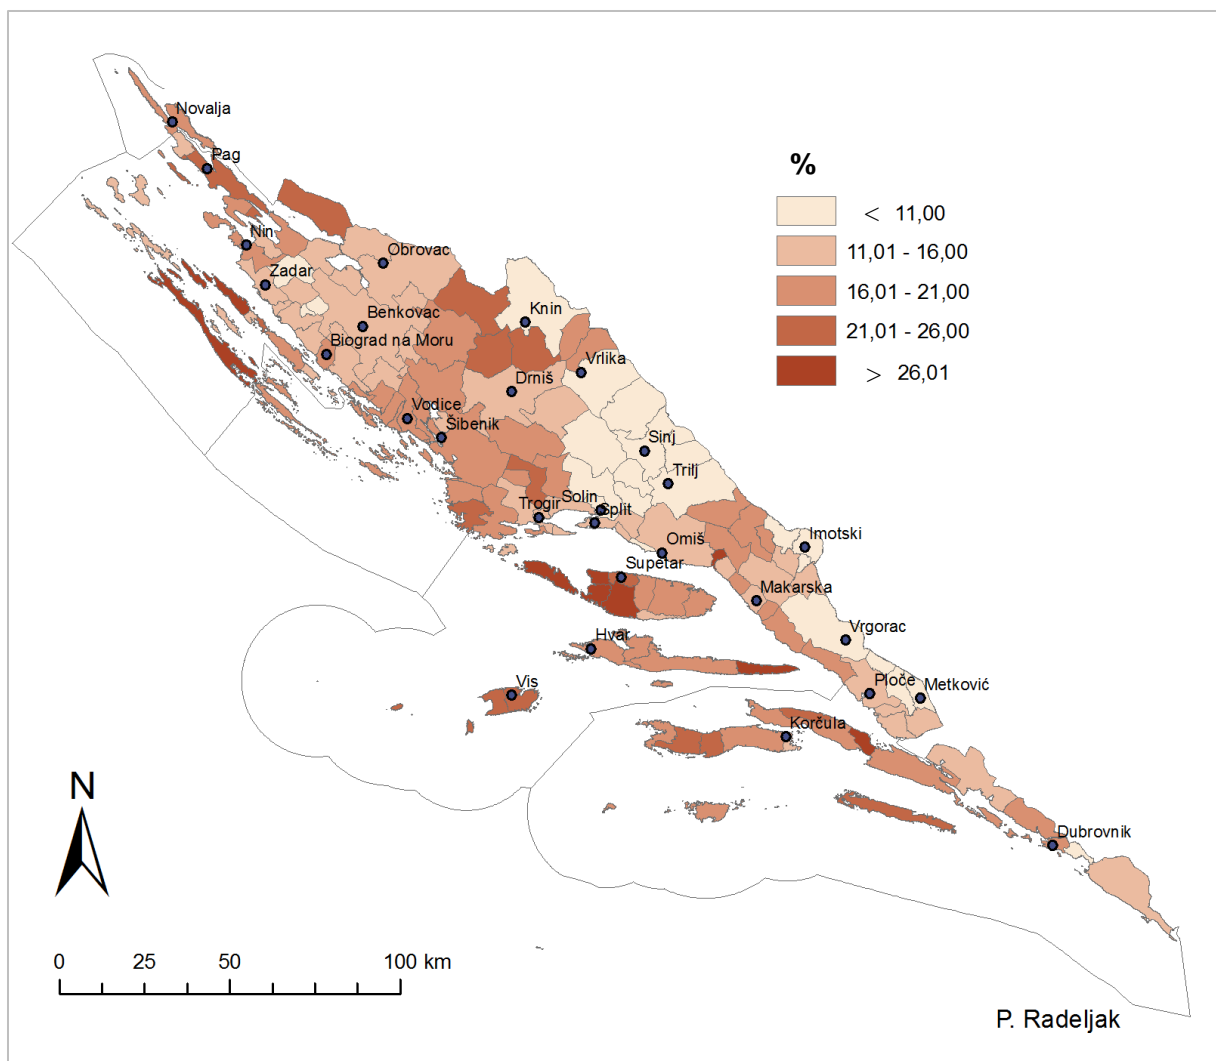 Novalja
Pag
%
< 11,00
11,01 - 16,00
16,01 - 21,00
21,01 - 26,00
> 26,01
Nin
Obrovac
Zadar
Knin
Benkovac
Biograd na Moru
Vrlika
Drniš
Vodice
Šibenik
Sinj
Trilj
Trogir
Solin
Split
Omiš
Imotski
Supetar
Makarska
Hvar
Vrgorac
Vis
Ploče
Metković
Korčula
N
Dubrovnik
0 25 50 100 km
P. Radeljak